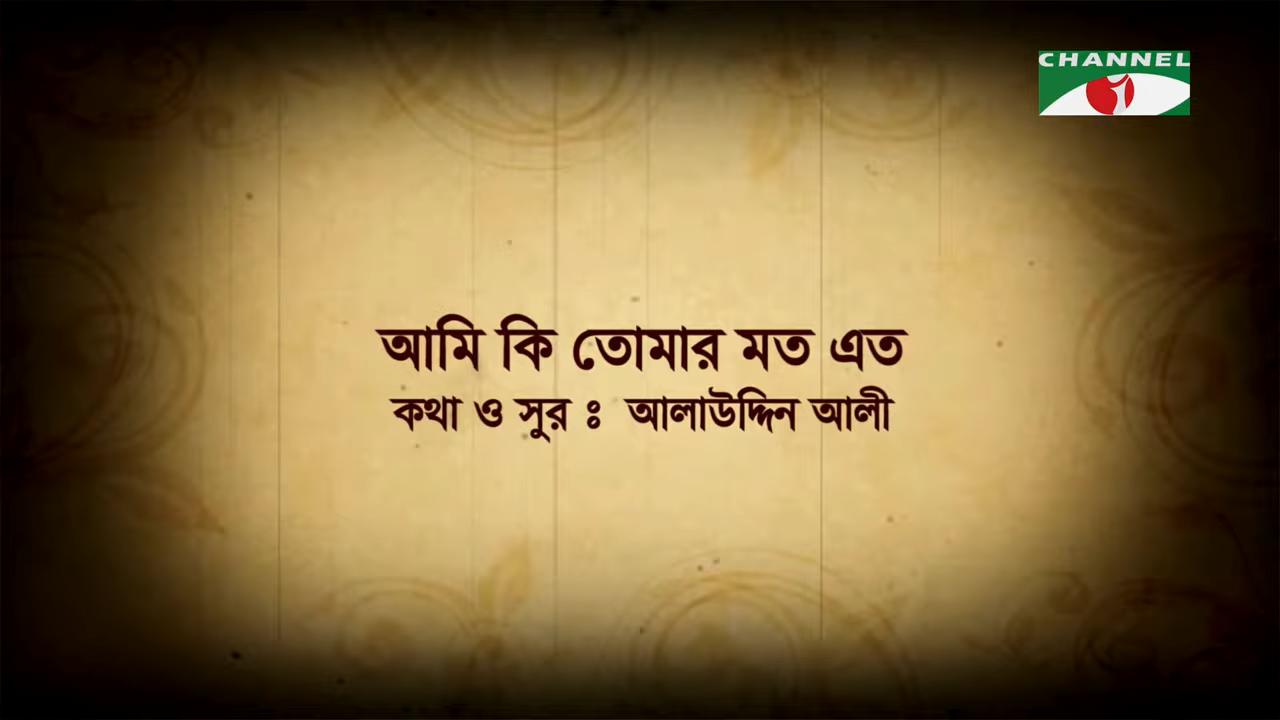 CHANNEL
আমি কি তোমার মত এত
কথা ও সুর ঃ আলাউদ্দিন আলী